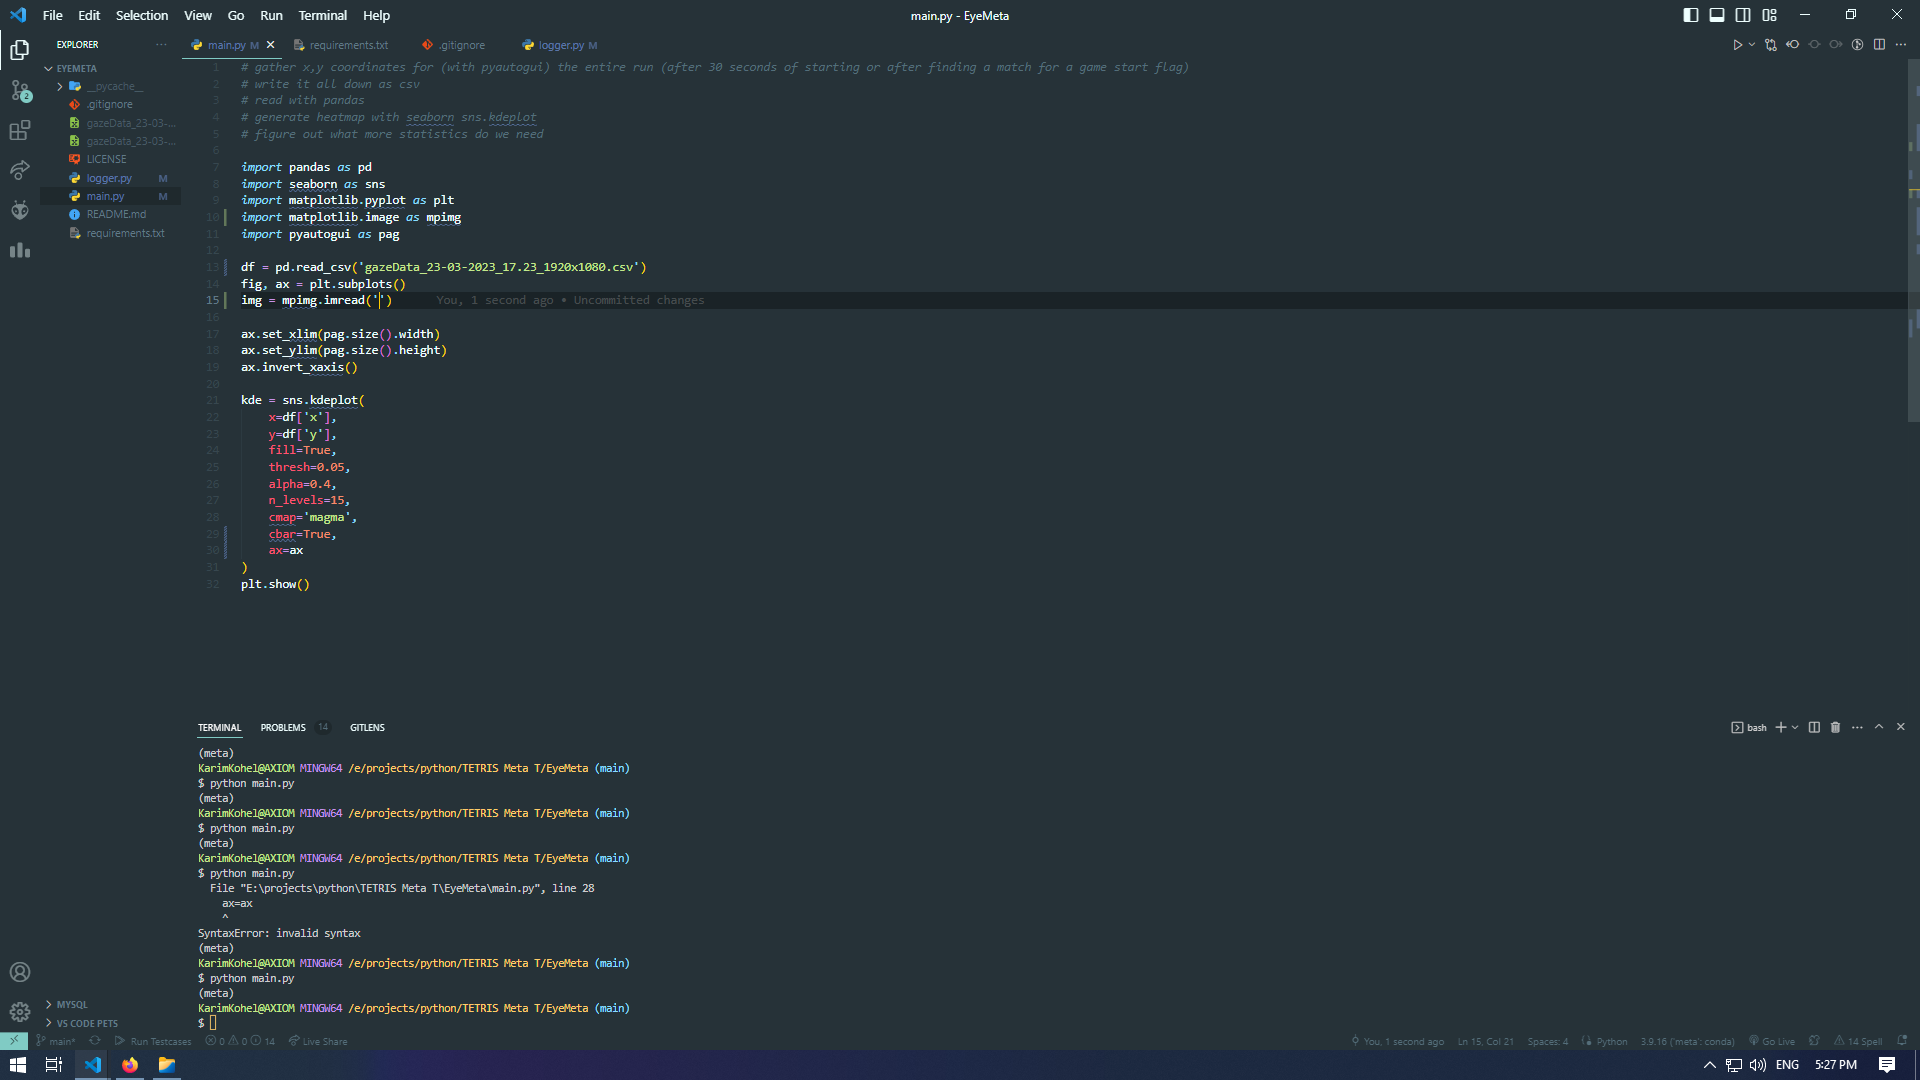 File Edit Selection View Go Run Terminal Help
main.py - EyeMeta
EXPLORER
main.py M
requirements.txt
.gitignore
logger.py M
EYEMETA
__pycache__
.gitignore
gazeData_23-03-...
gazeData_23-03-...
LICENSE
logger.py M
main.py M
README.md
requirements.txt
2
1 # gather x,y coordinates for (with pyautogui) the entire run (after 30 seconds of starting or after finding a match for a game start flag)
2 # write it all down as csv
3 # read with pandas
4 # generate heatmap with seaborn sns.kdeplot
5 # figure out what more statistics do we need
6
7 import pandas as pd
8 import seaborn as sns
9 import matplotlib.pyplot as plt
10 import matplotlib.image as mpimg
11 import pyautogui as pag
12
13 df = pd.read_csv('gazeData_23-03-2023_17.23_1920x1080.csv')
14 fig, ax = plt.subplots()
15 img = mpimg.imread('') You, 1 second ago • Uncommitted changes
16
17 ax.set_xlim(pag.size().width)
18 ax.set_ylim(pag.size().height)
19 ax.invert_xaxis()
20
21 kde = sns.kdeplot(
22 x=df['x'],
23 y=df['y'],
24 fill=True,
25 thresh=0.05,
26 alpha=0.4,
27 n_levels=15,
28 cmap='magma',
29 cbar=True,
30 ax=ax
31 )
32 plt.show()
TERMINAL PROBLEMS 14 GITLENS
bash
(meta)
KarimKohel@AXIOM MINGW64 /e/projects/python/TETRIS Meta T/EyeMeta (main)
$ python main.py
(meta)
KarimKohel@AXIOM MINGW64 /e/projects/python/TETRIS Meta T/EyeMeta (main)
$ python main.py
(meta)
KarimKohel@AXIOM MINGW64 /e/projects/python/TETRIS Meta T/EyeMeta (main)
$ python main.py
File "E:\projects\python\TETRIS Meta T\EyeMeta\main.py", line 28
ax=ax
^
SyntaxError: invalid syntax
(meta)
KarimKohel@AXIOM MINGW64 /e/projects/python/TETRIS Meta T/EyeMeta (main)
$ python main.py
(meta)
KarimKohel@AXIOM MINGW64 /e/projects/python/TETRIS Meta T/EyeMeta (main)
$
MYSQL
VS CODE PETS
main* Run Testcases 0 0 14 Live Share
You, 1 second ago Ln 15, Col 21 Spaces: 4 Python 3.9.16 ('meta': conda) Go Live 14 Spell
ENG 5:27 PM